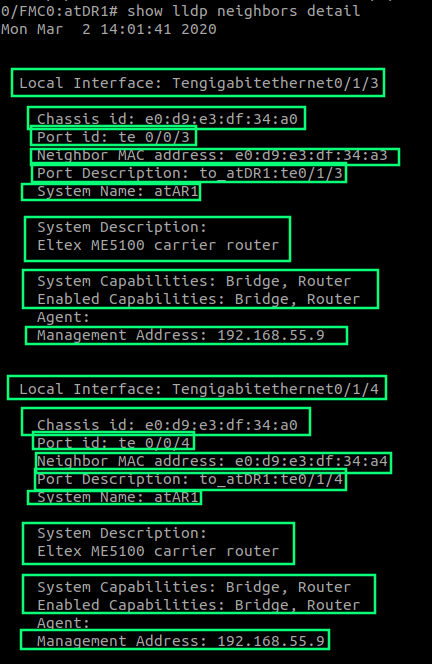 0/FMC0:atDR1# show lldp neighbors detail
Mon Mar  2 14:01:41 2020
Local Interface: Tengigabitethernet0/1/3
Chassis id: e0:d9:e3:df:34:a0
Port id: te 0/0/3
Neighbor MAC address: e0:d9:e3:df:34:a3
Port Description: to_atDR1:te0/1/3
System Name: atAR1
System Description:
Eltex ME5100 carrier router
System Capabilities: Bridge, Router
Enabled Capabilities: Bridge, Router
Agent:
Management Address: 192.168.55.9
Local Interface: Tengigabitethernet0/1/4
Chassis id: e0:d9:e3:df:34:a0
Port id: te 0/0/4
Neighbor MAC address: e0:d9:e3:df:34:a4
Port Description: to_atDR1:te0/1/4
System Name: atAR1
System Description:
Eltex ME5100 carrier router
System Capabilities: Bridge, Router
Enabled Capabilities: Bridge, Router
Agent:
Management Address: 192.168.55.9